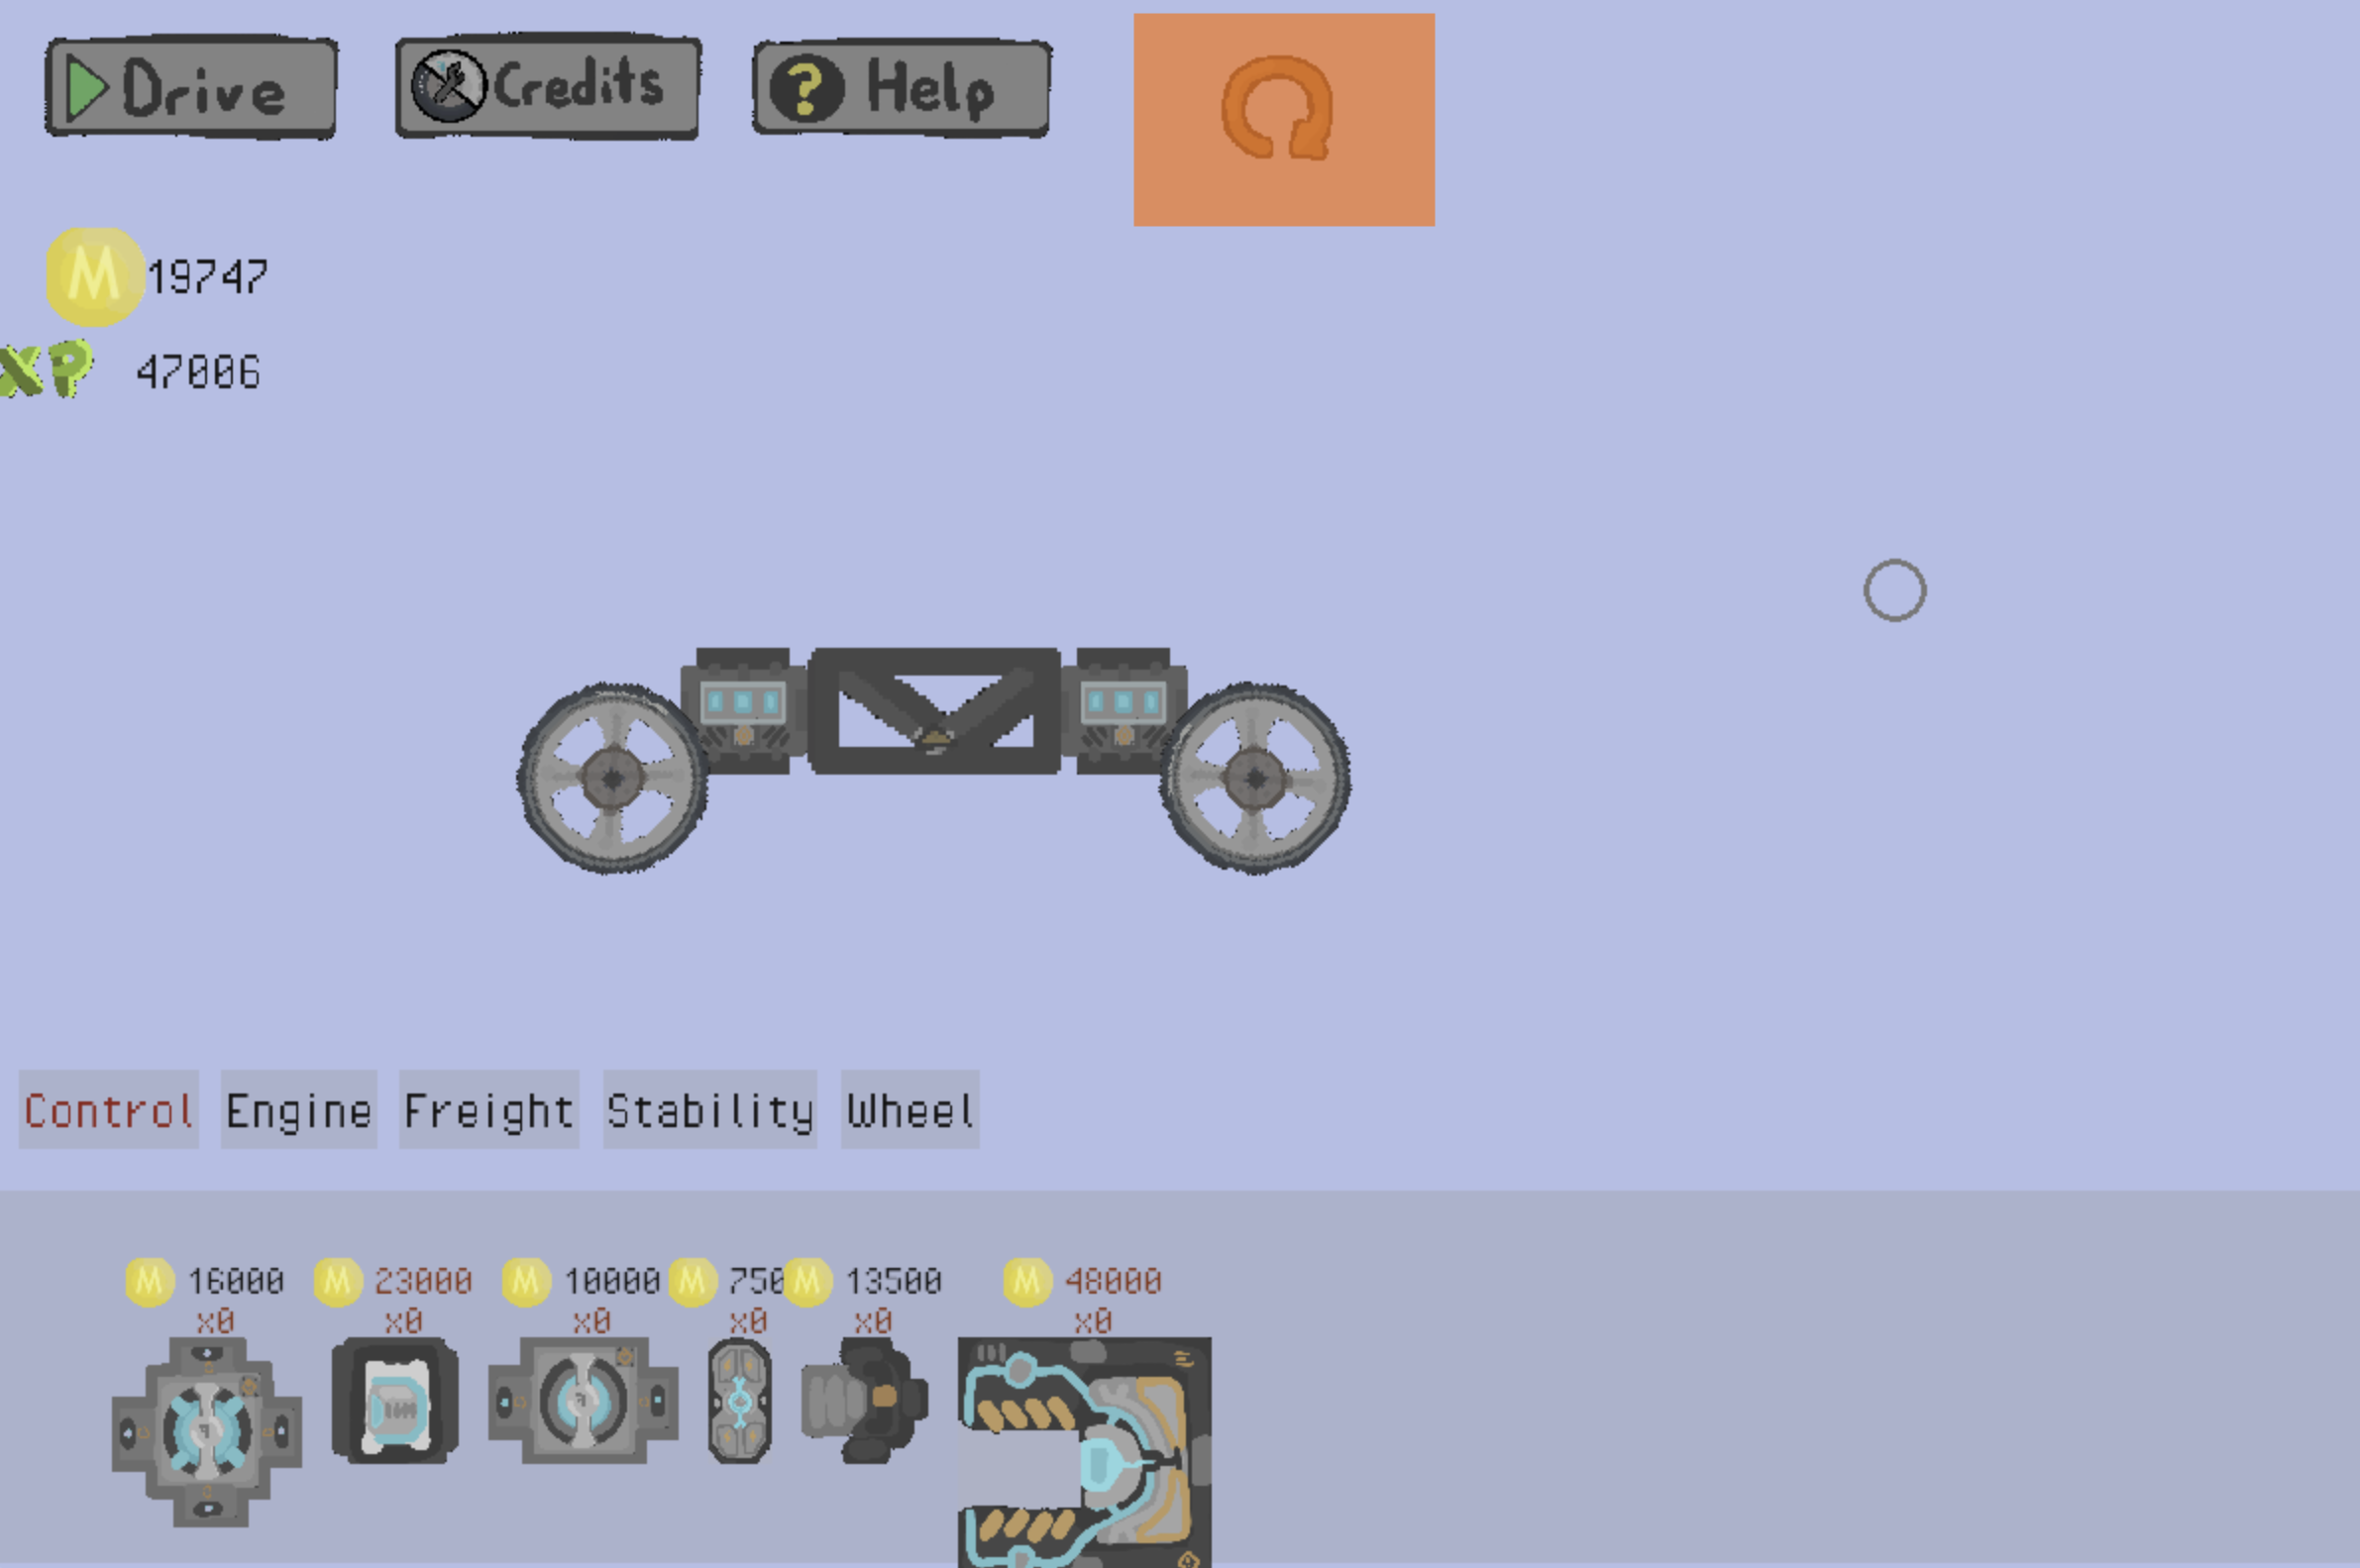 Drive Credits ? Help
M 19747
XP 47006
Control Engine Freight Stability Wheel
M 16000 M 23000 M 10000 M 750 M 13500 M 48000
x0 x0 x0 x0 x0 x0